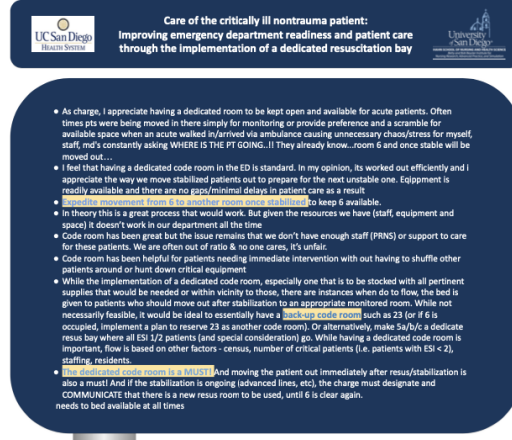 UC San Diego
HEALTH SYSTEM
Care of the critically ill nontrauma patient:
Improving emergency department readiness and patient care
through the implementation of a dedicated resuscitation bay
University
of San Diego
• As charge, I appreciate having a dedicated room to be kept open and available for acute patients. Often
times pts were being moved in there simply for monitoring or provide preference and a scramble for
available space when an acute walked in/arrived via ambulance causing unnecessary chaos/stress for myself,
staff, md's constantly asking WHERE IS THE PT GOING..!! They already know...room 6 and once stable will be
moved out…
• I feel that having a dedicated code room in the ED is standard. In my opinion, its worked out efficiently and i
appreciate the way we move stabilized patients out to prepare for the next unstable one. Eqippment is
readily available and there are no gaps/minimal delays in patient care as a result
• Expedite movement from 6 to another room once stabilized to keep 6 available.
• In theory this is a great process that would work. But given the resources we have (staff, equipment and
space) it doesn't work in our department all the time
• Code room has been great but the issue remains that we don't have enough staff (PRNS) or support to care
for these patients. We are often out of ratio & no one cares, it's unfair.
• Code room has been helpful for patients needing immediate intervention with out having to shuffle other
patients around or hunt down critical equipment
• While the implementation of a dedicated code room, especially one that is to be stocked with all pertinent
supplies that would be needed or within vicinity to those, there are instances when do to flow, the bed is
given to patients who should move out after stabilization to an appropriate monitored room. While not
necessarily feasible, it would be ideal to essentially have a back-up code room such as 23 (or if 6 is
occupied, implement a plan to reserve 23 as another code room). Or alternatively, make 5a/b/c a dedicate
resus bay where all ESI 1/2 patients (and special consideration) go. While having a dedicated code room is
important, flow is based on other factors - census, number of critical patients (i.e. patients with ESI < 2),
staffing, residents.
• The dedicated code room is a MUST! And moving the patient out immediately after resus/stabilization is
also a must! And if the stabilization is ongoing (advanced lines, etc), the charge must designate and
COMMUNICATE that there is a new resus room to be used, until 6 is clear again.
needs to bed available at all times